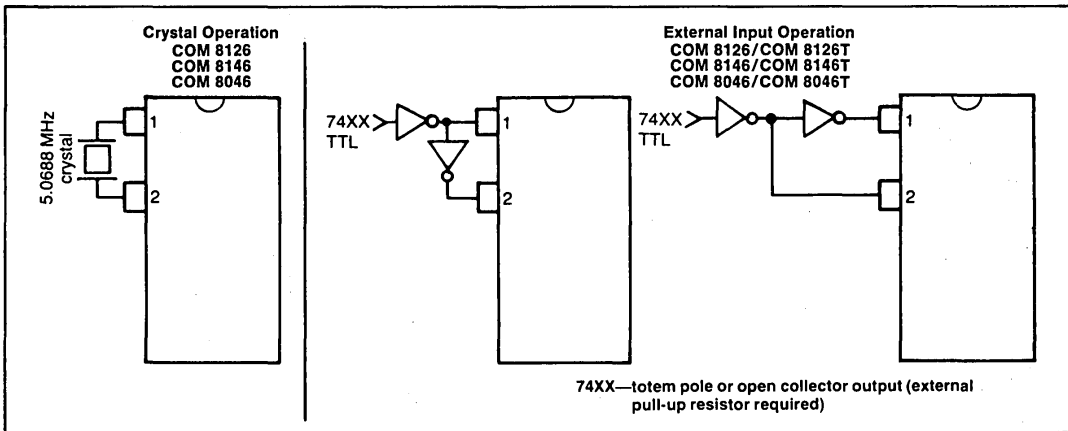 Crystal Operation
COM 8126
COM 8146
COM 8046
5.0688 MHz
crystal
1
2
External Input Operation
COM 8126/COM 8126T
COM 8146/COM 8146T
COM 8046/COM 8046T
74XX
TTL
1
2
74XX
TTL
1
2
74XX—totem pole or open collector output (external
pull-up resistor required)